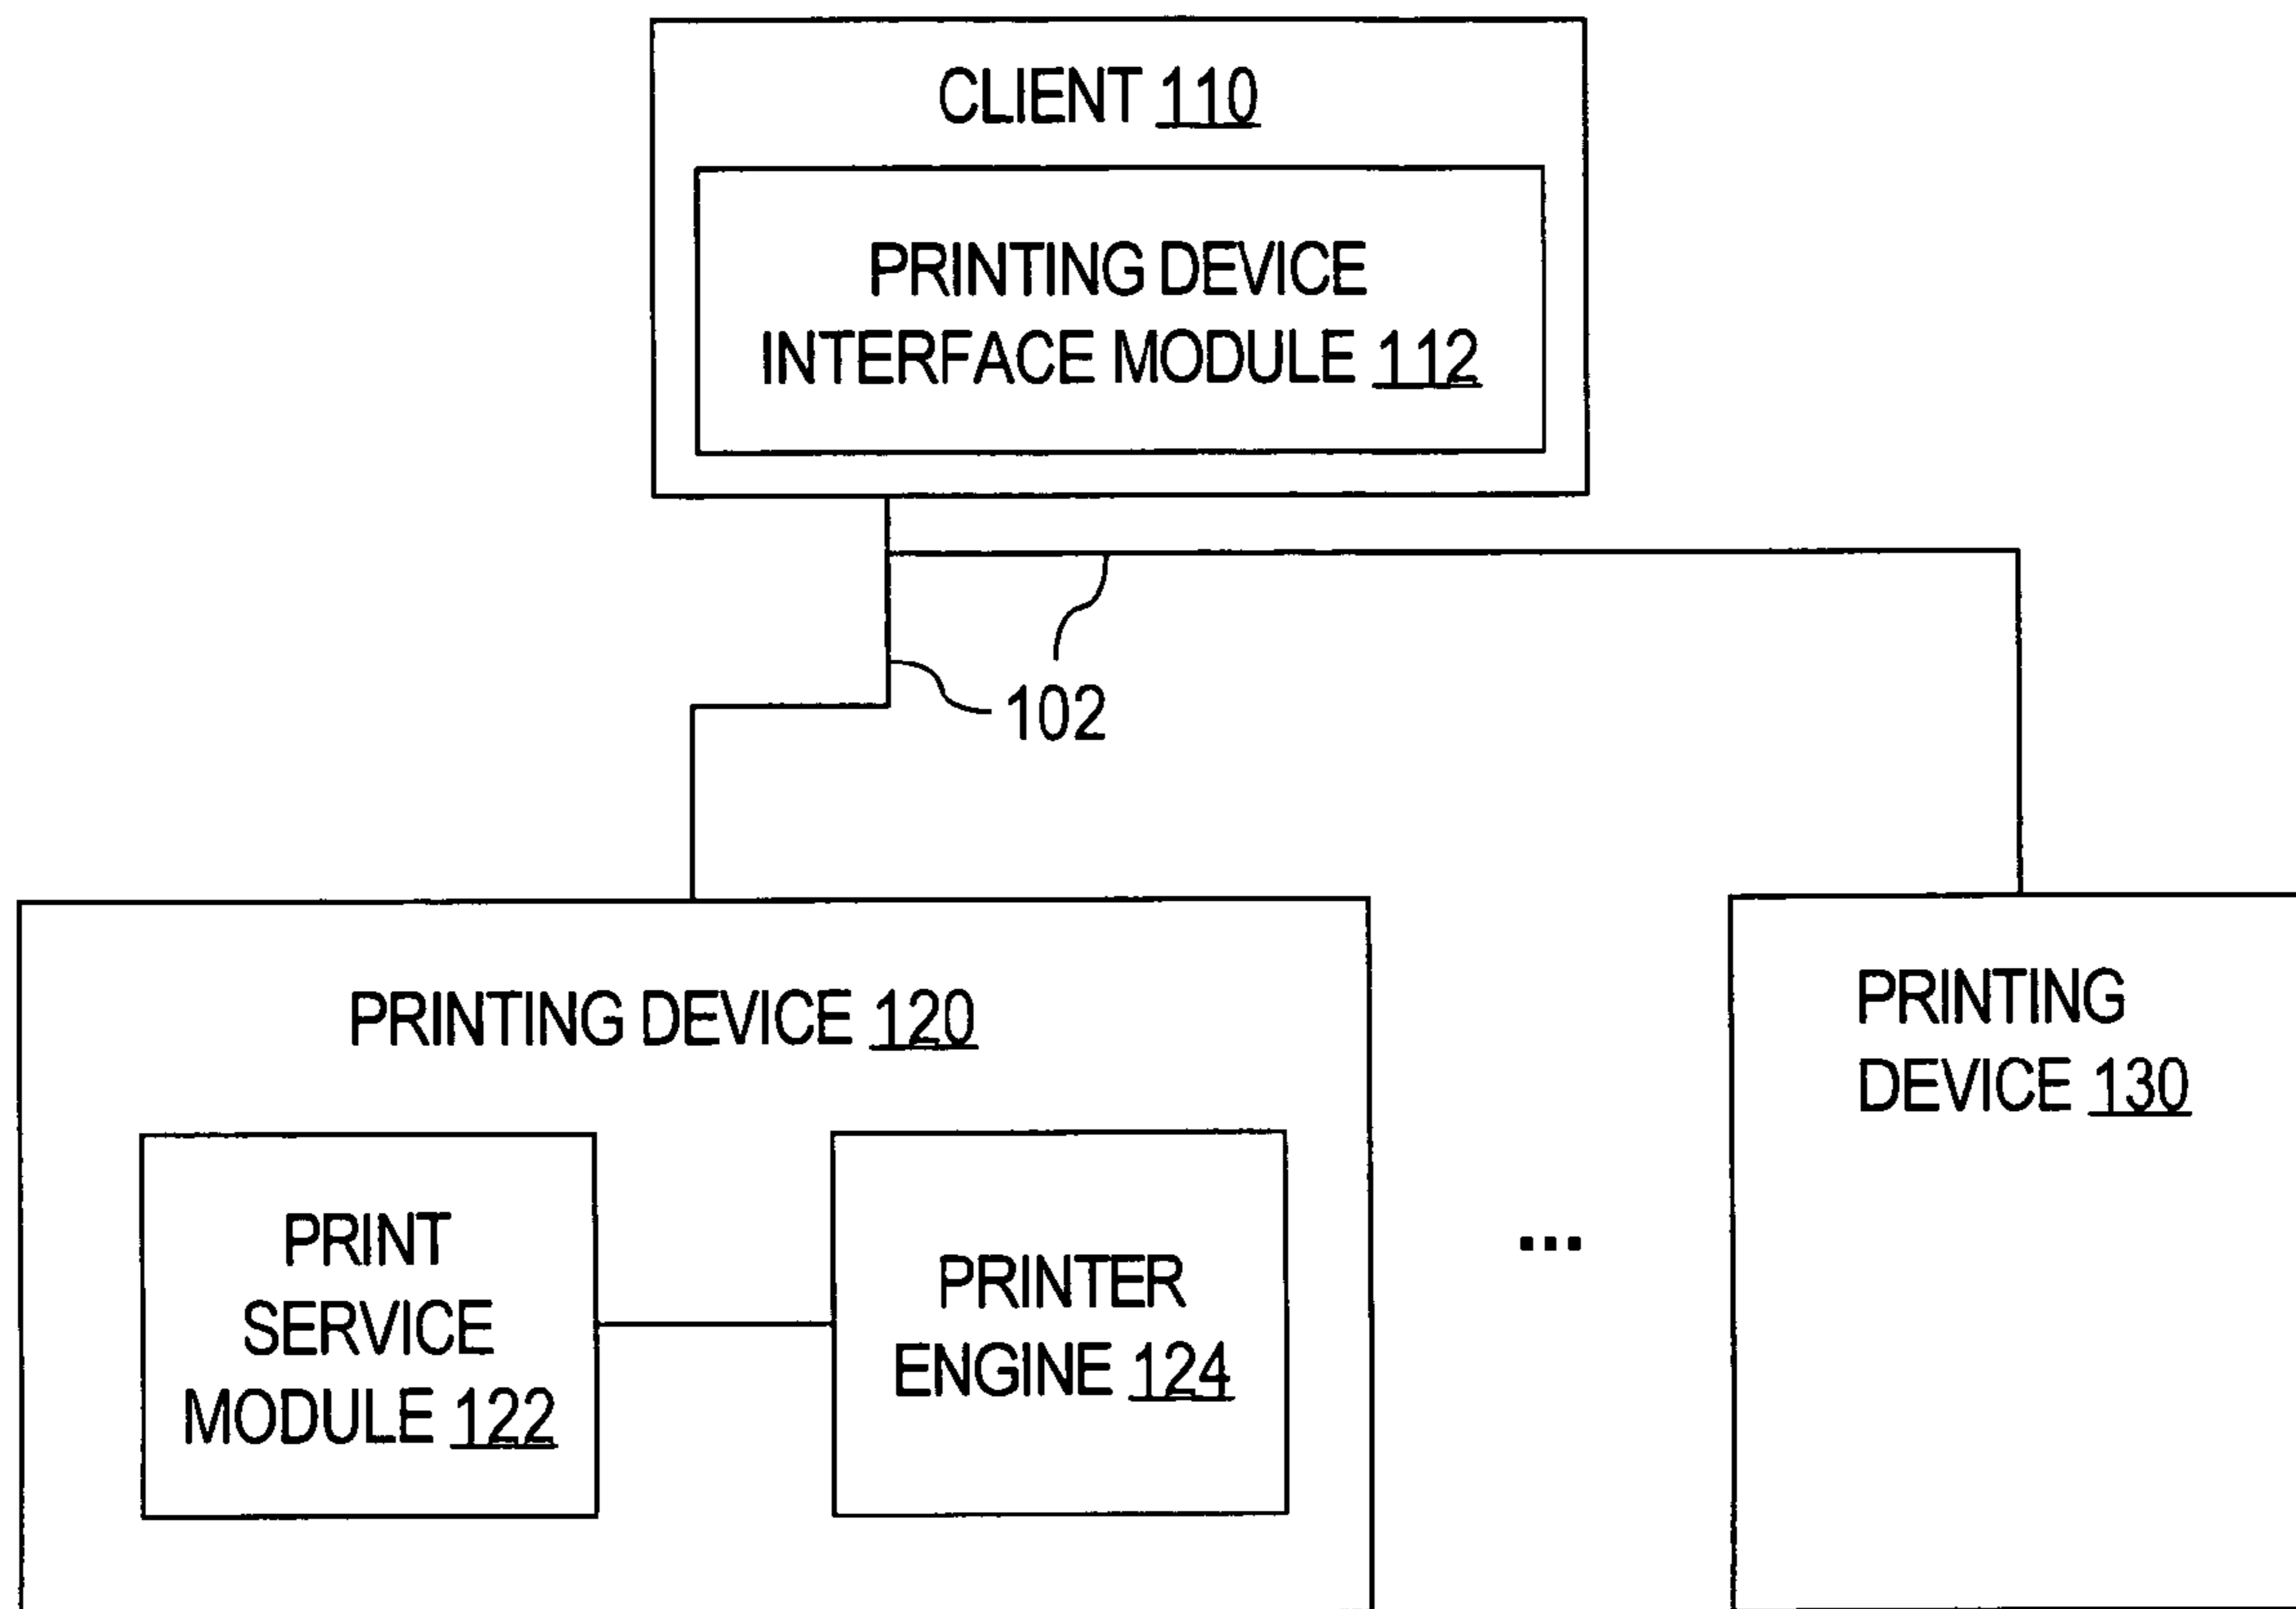 CLIENT 110
PRINTING DEVICE
INTERFACE MODULE 112
102
PRINTING DEVICE 120
PRINT
SERVICE
MODULE 122
PRINTER
ENGINE 124
...
PRINTING
DEVICE 130